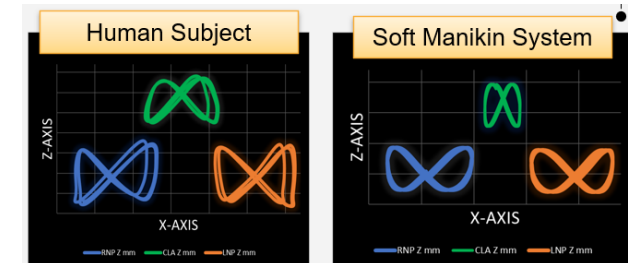 Human Subject
Z-AXIS
X-AXIS
RNP Z mm CLA Z mm LNP Z mm
Soft Manikin System
Z-AXIS
X-AXIS
RNP Z mm CLA Z mm LNP Z mm